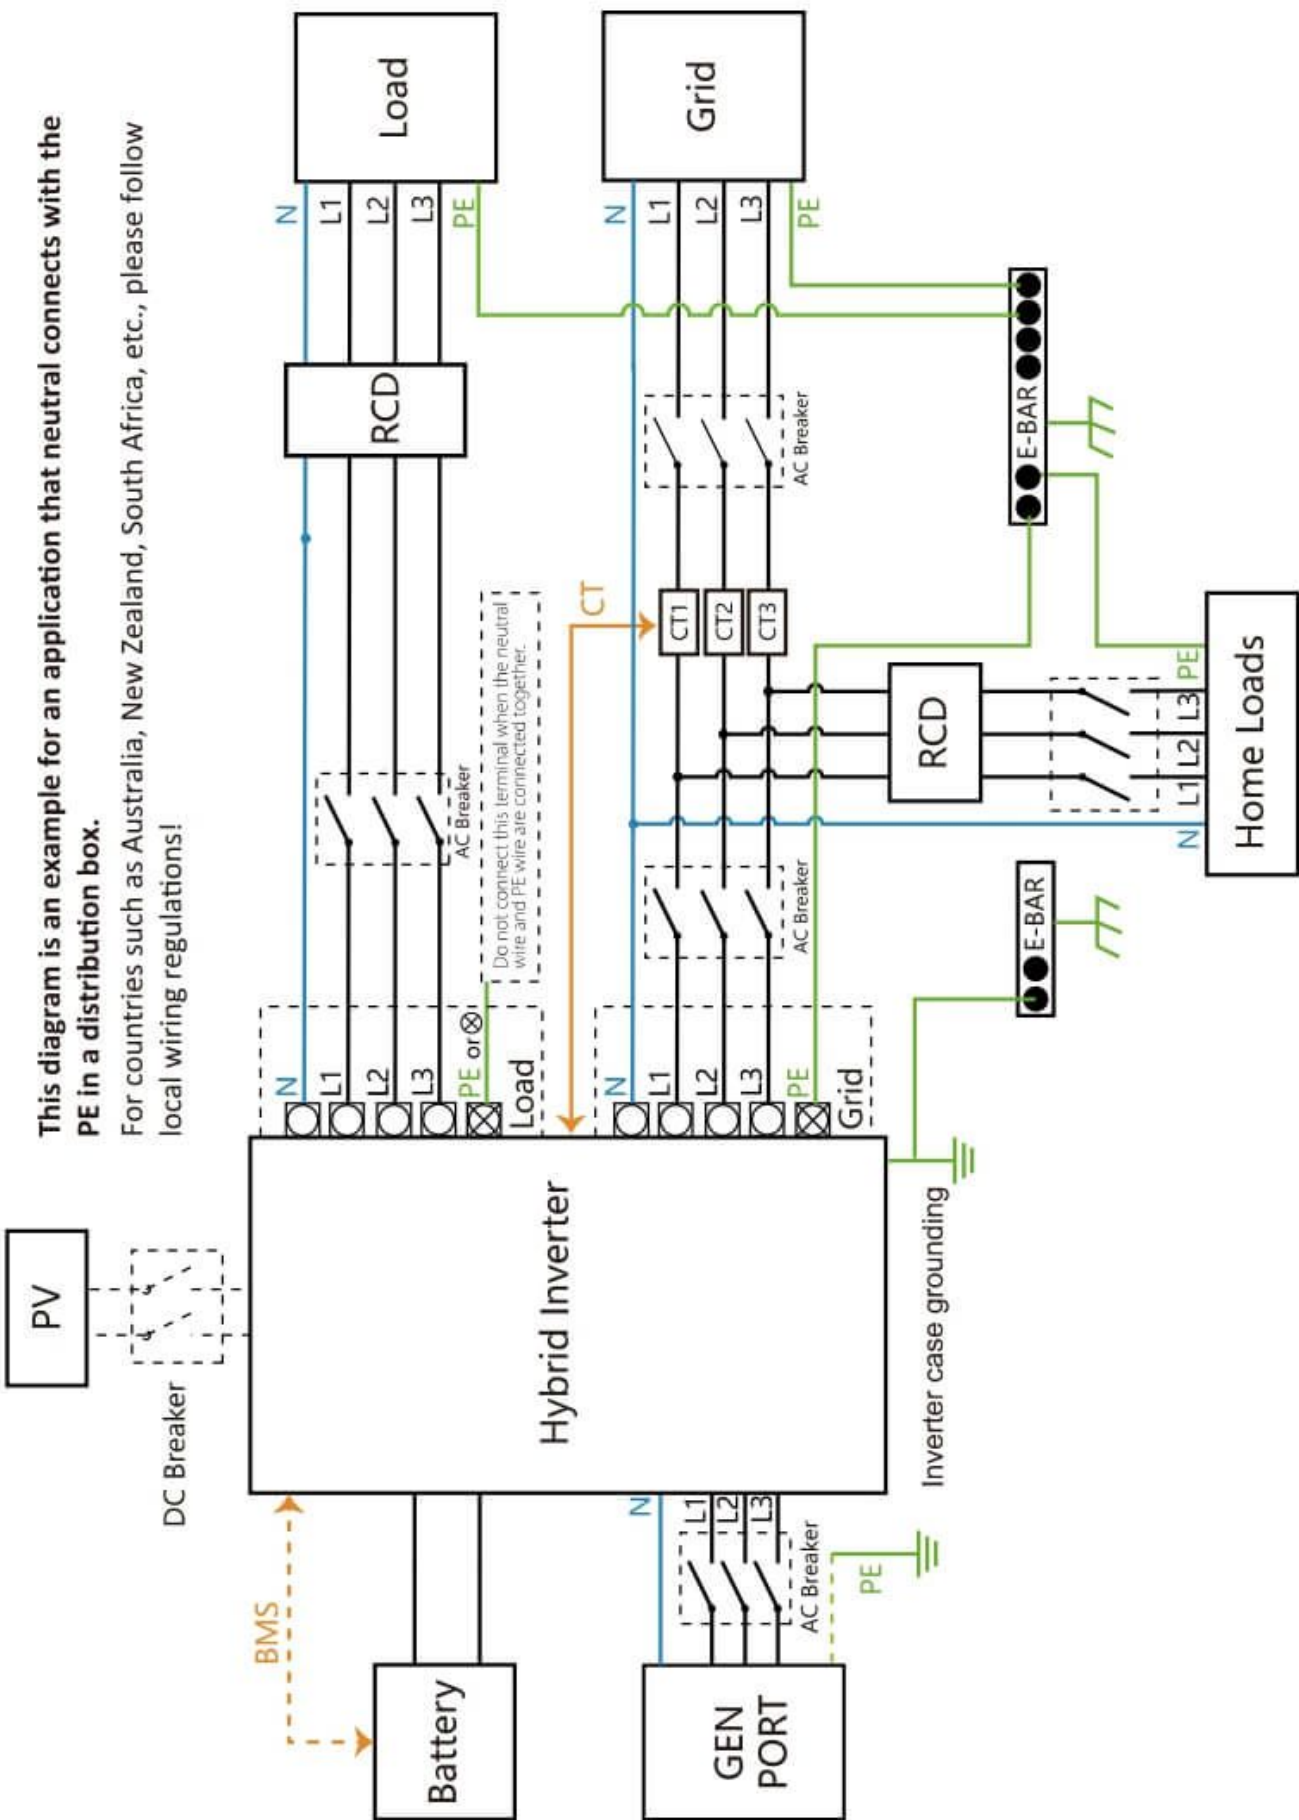 This diagram is an example for an application that neutral connects with the
PE in a distribution box.
For countries such as Australia, New Zealand, South Africa, etc., please follow
local wiring regulations!
PV
DC Breaker
BMS
Battery
Hybrid Inverter
N
L1
L2
L3
PE or
Load
AC Breaker
Do not connect this terminal when the neutral
wire and PE wire are connected together.
RCD
N
L1
L2
L3
PE
Load
CT
N
L1
L2
L3
PE
Grid
AC Breaker
CT1
CT2
CT3
AC Breaker
N
L1
L2
L3
PE
Grid
N
L1
L2
L3
AC Breaker
PE
GEN
PORT
Inverter case grounding
E-BAR
E-BAR
RCD
N
L1
L2
L3
PE
Home Loads